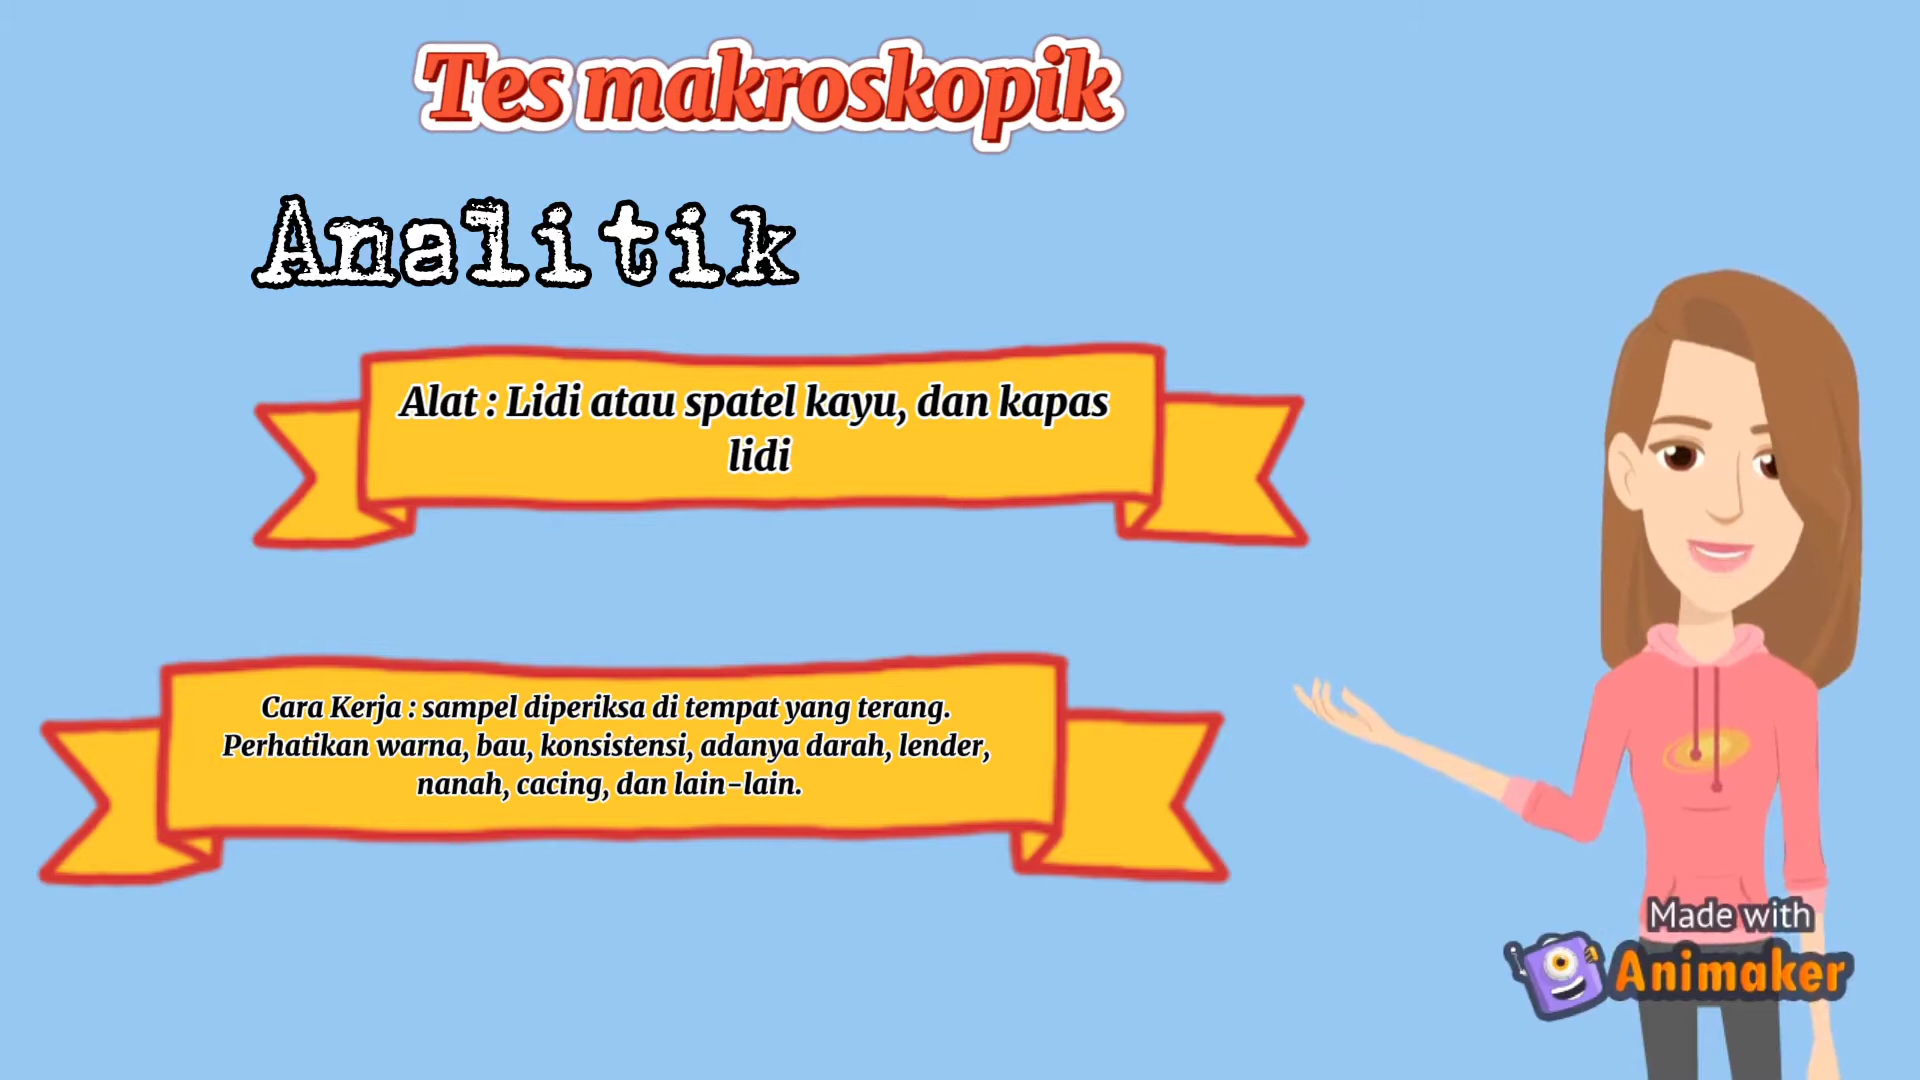 Tes makroskopik
Analitik
Alat : Lidi atau spatel kayu, dan kapas
lidi
Cara Kerja : sampel diperiksa di tempat yang terang.
Perhatikan warna, bau, konsistensi, adanya darah, lender,
nanah, cacing, dan lain-lain.
Made with
Animaker